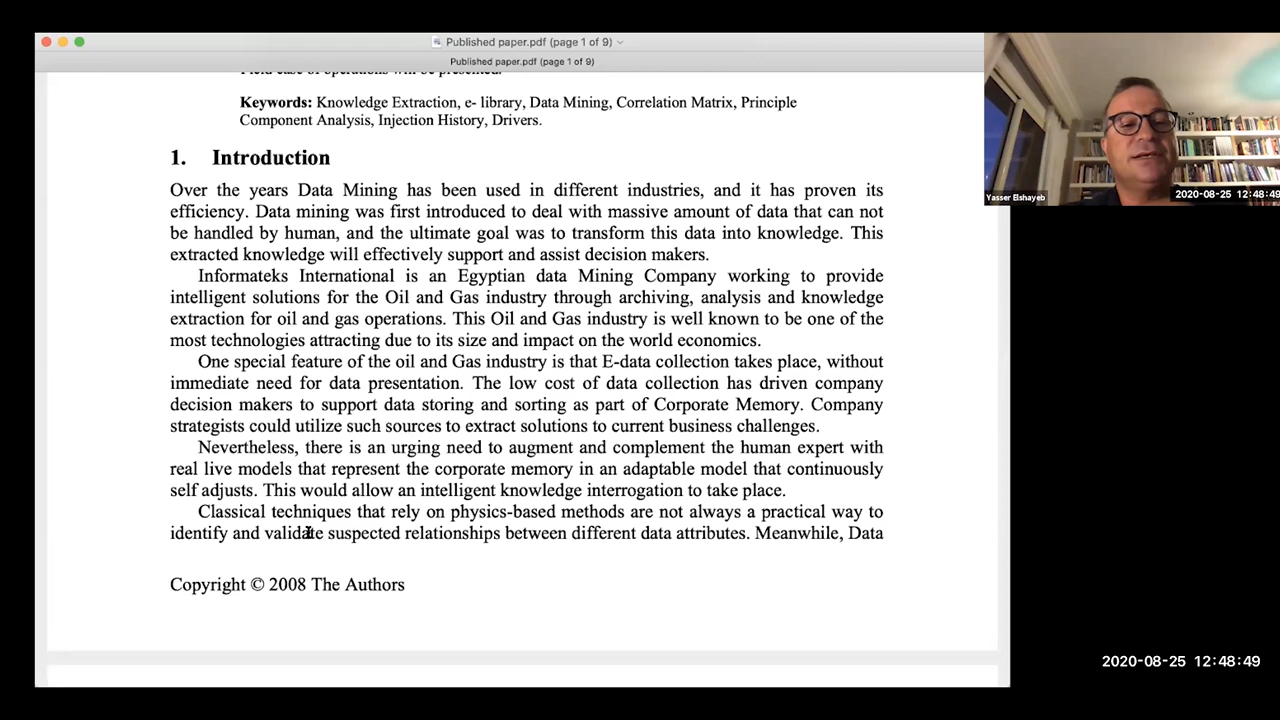 Published paper.pdf (page 1 of 9)
Published paper.pdf (page 1 of 9)
Field case of operations will be presented.
Keywords: Knowledge Extraction, e- library, Data Mining, Correlation Matrix, Principle
Component Analysis, Injection History, Drivers.
1. Introduction
Over the years Data Mining has been used in different industries, and it has proven its
efficiency. Data mining was first introduced to deal with massive amount of data that can not
be handled by human, and the ultimate goal was to transform this data into knowledge. This
extracted knowledge will effectively support and assist decision makers.
Informateks International is an Egyptian data Mining Company working to provide
intelligent solutions for the Oil and Gas industry through archiving, analysis and knowledge
extraction for oil and gas operations. This Oil and Gas industry is well known to be one of the
most technologies attracting due to its size and impact on the world economics.
One special feature of the oil and Gas industry is that E-data collection takes place, without
immediate need for data presentation. The low cost of data collection has driven company
decision makers to support data storing and sorting as part of Corporate Memory. Company
strategists could utilize such sources to extract solutions to current business challenges.
Nevertheless, there is an urging need to augment and complement the human expert with
real live models that represent the corporate memory in an adaptable model that continuously
self adjusts. This would allow an intelligent knowledge interrogation to take place.
Classical techniques that rely on physics-based methods are not always a practical way to
identify and validate suspected relationships between different data attributes. Meanwhile, Data
Copyright © 2008 The Authors
Yasser Elshayeb
2020-08-25 12:48:49
2020-08-25 12:48:49